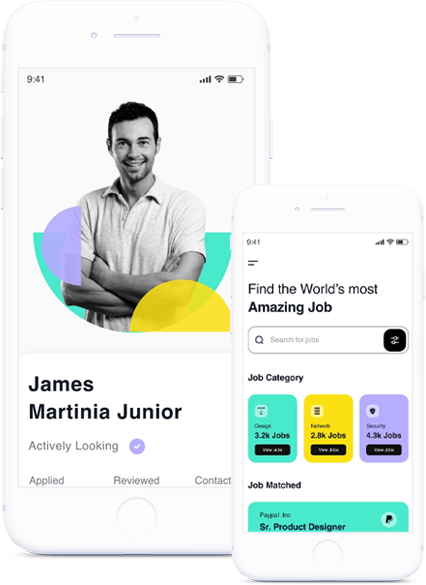 9:41
James
Martinia Junior
Actively Looking
Applied Reviewed Contact
9:41
Find the World's most
Amazing Job
Search for jobs
Job Category
Design Network Security
3.2k Jobs 2.8k Jobs 4.3k Jobs
View Jobs View Jobs View Jobs
Job Matched
Paypal .Inc
Sr. Product Designer